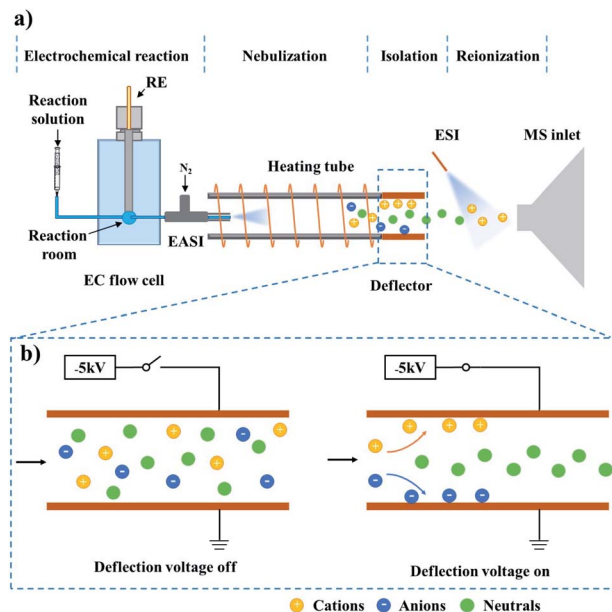 a)
Electrochemical reaction
Nebulization
Isolation
Reionization
RE
Reaction
solution
N₂
Heating tube
ESI
MS inlet
Reaction
room
EASI
EC flow cell
Deflector
b)
-5kV
-5kV
Deflection voltage off
Deflection voltage on
Cations
Anions
Neutrals